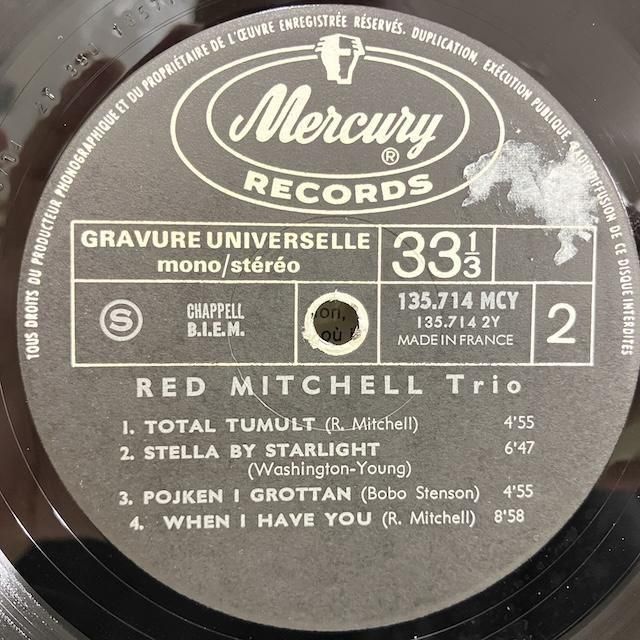 TOUS DROITS DU PRODUCTEUR PHONOGRAPHIQUE ET DU PROPRIÉTAIRE DE L'ŒUVRE ENREGISTRÉE RÉSERVÉS. DUPLICATION, EXÉCUTION PUBLIQUE, RADIODIFFUSION DE CE DISQUE INTERDITES
Mercury
®
RECORDS
GRAVURE UNIVERSELLE
mono/stéréo
33 1/3
S
CHAPPELL
B.I.E.M.
135.714 MCY
135.714 2Y
MADE IN FRANCE
2
RED MITCHELL Trio
1. TOTAL TUMULT (R. Mitchell) 4'55
2. STELLA BY STARLIGHT 6'47
(Washington-Young)
3. POJKEN I GROTTAN (Bobo Stenson) 4'55
4. WHEN I HAVE YOU (R. Mitchell) 8'58